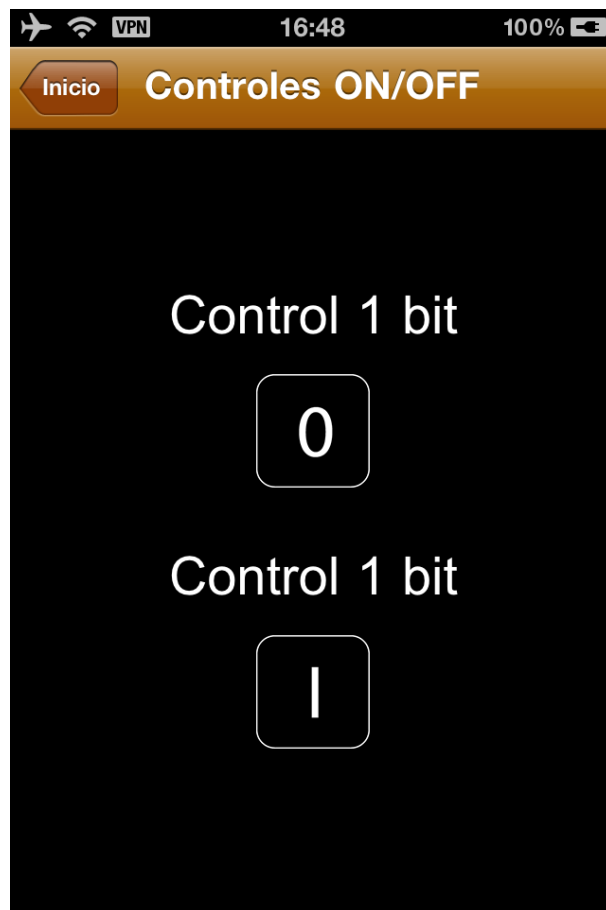 VPN 16:48 100%
Inicio Controles ON/OFF
Control 1 bit
0
Control 1 bit
I